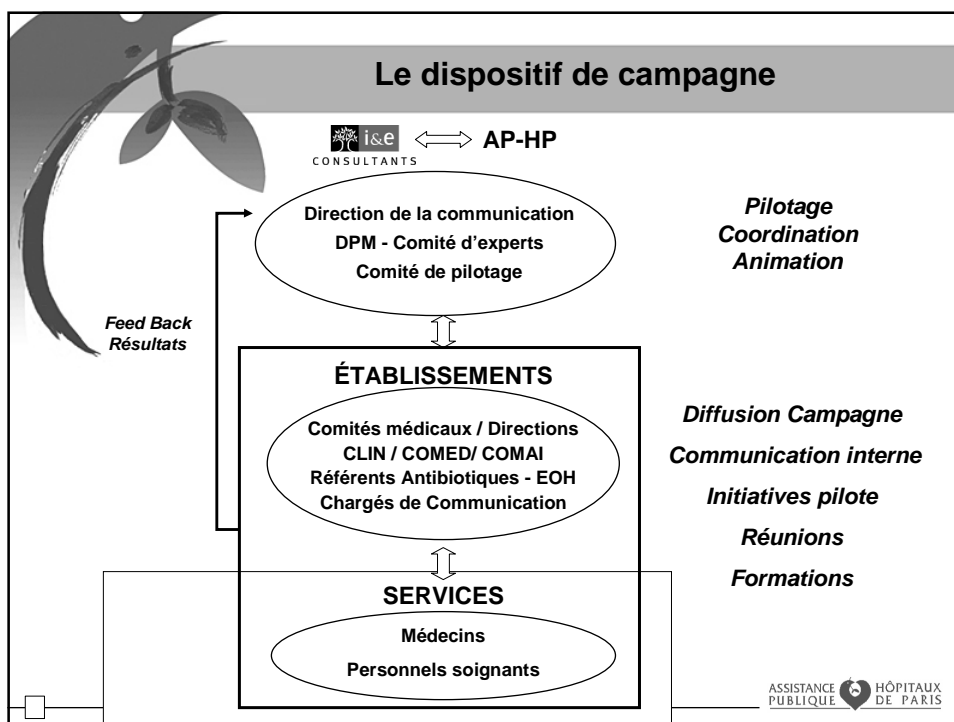 Le dispositif de campagne
i&e
CONSULTANTS
AP-HP
Direction de la communication
DPM - Comité d'experts
Comité de pilotage
Pilotage
Coordination
Animation
Feed Back
Résultats
ÉTABLISSEMENTS
Comités médicaux / Directions
CLIN / COMED/ COMAI
Référents Antibiotiques - EOH
Chargés de Communication
Diffusion Campagne
Communication interne
Initiatives pilote
Réunions
Formations
SERVICES
Médecins
Personnels soignants
ASSISTANCE HÔPITAUX
PUBLIQUE DE PARIS